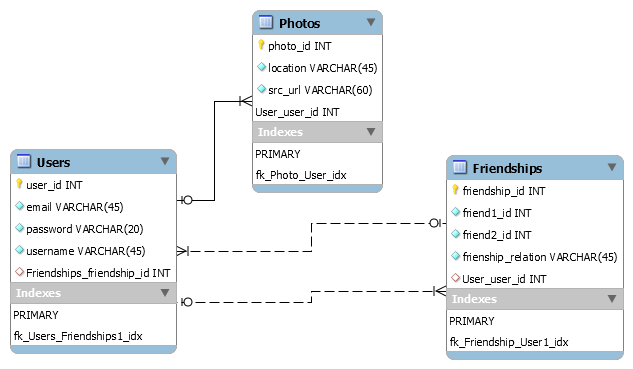 Photos
photo_id INT
location VARCHAR(45)
src_url VARCHAR(60)
User_user_id INT
Indexes
PRIMARY
fk_Photo_User_idx
Users
user_id INT
email VARCHAR(45)
password VARCHAR(20)
username VARCHAR(45)
Friendships_friendship_id INT
Indexes
PRIMARY
fk_Users_Friendships1_idx
Friendships
friendship_id INT
friend1_id INT
friend2_id INT
frienship_relation VARCHAR(45)
User_user_id INT
Indexes
PRIMARY
fk_Friendship_User1_idx